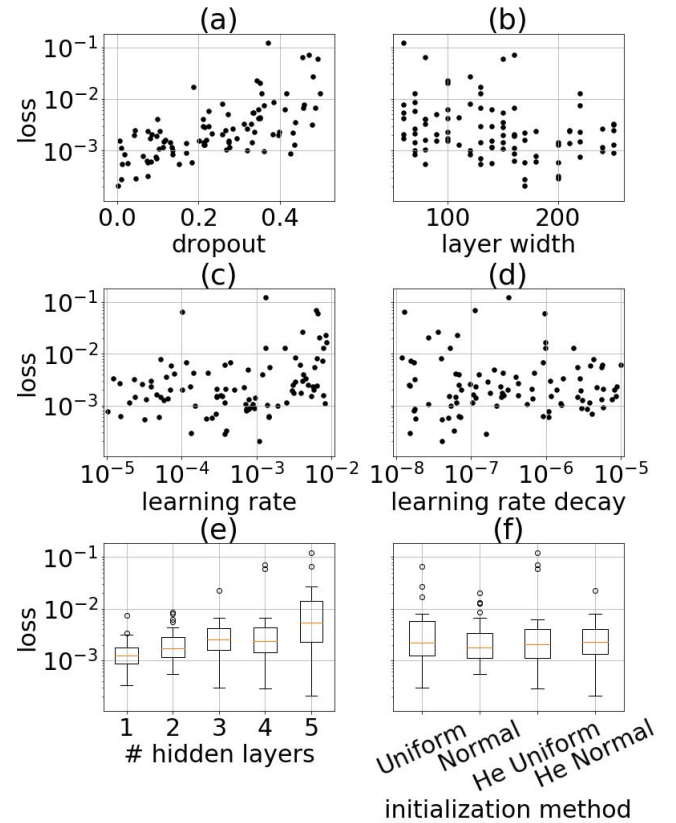 (a) (b)
10⁻¹
10⁻²
10⁻³
loss
0.0 0.2 0.4 100 200
dropout layer width
(c) (d)
10⁻¹
10⁻²
10⁻³
loss
10⁻⁵ 10⁻⁴ 10⁻³ 10⁻² 10⁻⁸ 10⁻⁷ 10⁻⁶ 10⁻⁵
learning rate learning rate decay
(e) (f)
10⁻¹
10⁻²
10⁻³
loss
1 2 3 4 5 Uniform Normal He Uniform He Normal
# hidden layers
initialization method